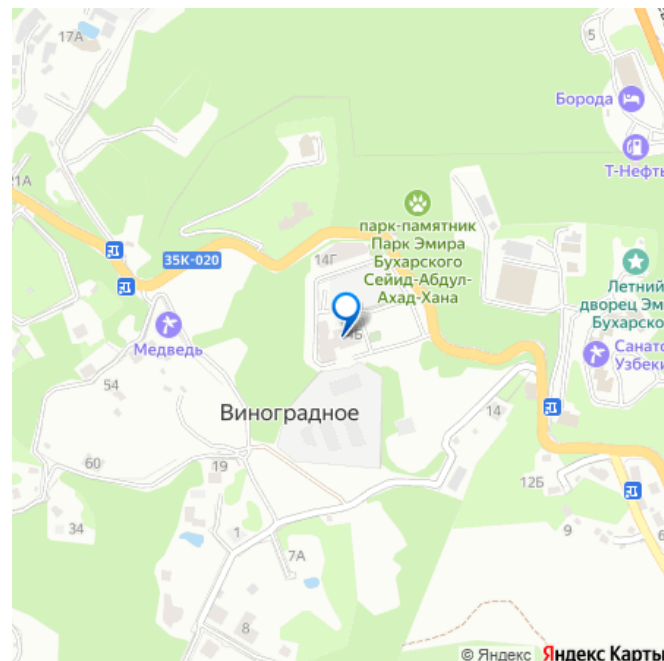 17А
5
Борода
Т-Нефть
21А
парк-памятник
Парк Эмира
Бухарского
Сейид-Абдул-
Ахад-Хана
35К-020
14Г
Летний
дворец Эм
Бухарско
Медведь
Санато
Узбеки
54
Виноградное
14
60
19
12Б
34
1
9
6
7А
8
© Яндекс Яндекс Карты